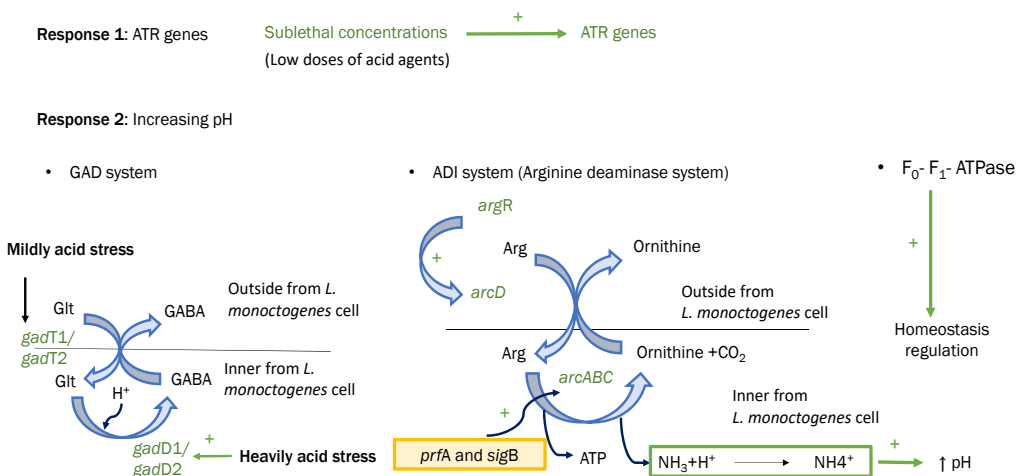 Response 1: ATR genes
Sublethal concentrations
+
ATR genes
(Low doses of acid agents)
Response 2: Increasing pH
• GAD system
Mildly acid stress
Glt
GABA
Outside from L.
monoctogenes cell
gadT1/
gadT2
Glt
GABA
Inner from L.
monoctogenes cell
H+
gadD1/
gadD2
+
Heavily acid stress
• ADI system (Arginine deaminase system)
argR
+
arcD
Arg
Ornithine
Outside from
L. monoctogenes cell
Arg
Ornithine +CO2
arcABC
Inner from
L. monoctogenes cell
+
prfA and sigB
ATP
NH3+H+
NH4+
+
↑ pH
• F0- F1- ATPase
+
Homeostasis
regulation